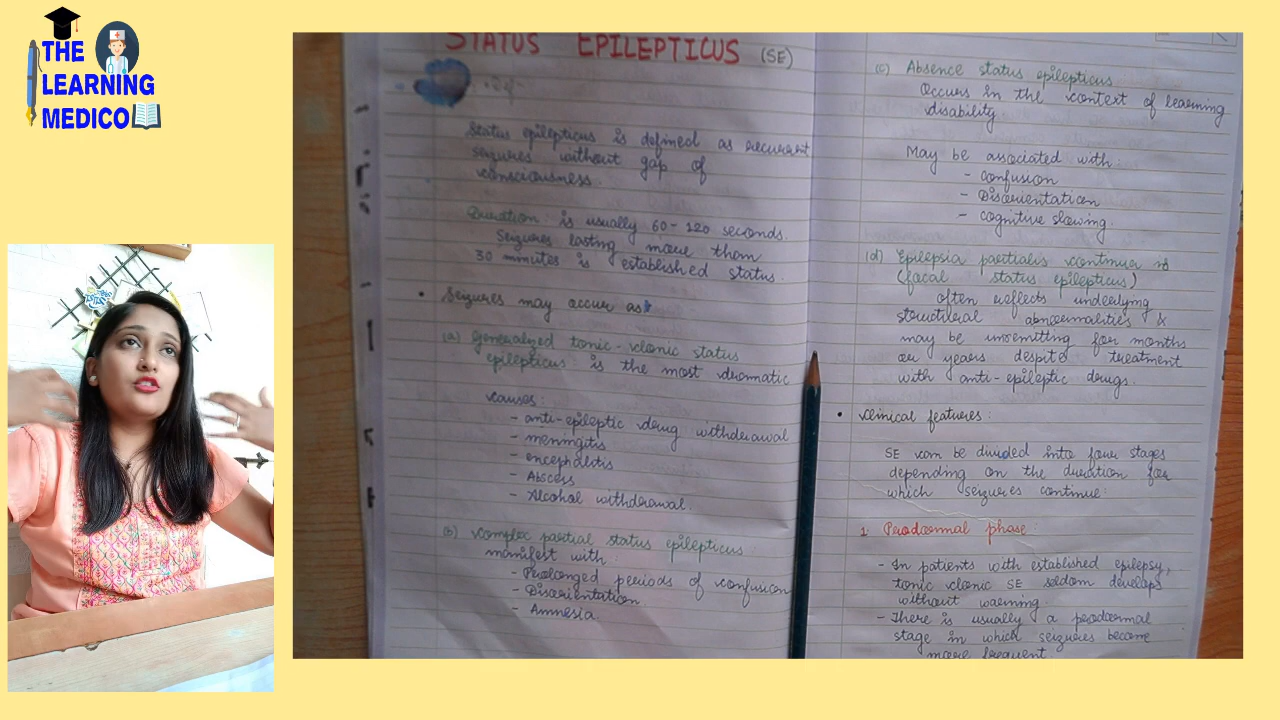 THE
LEARNING
MEDICO
STATUS EPILEPTICUS (SE)
Status epilepticus is defined as recurrent
seizures without gap of
consciousness.
Duration: is usually 60-120 seconds.
Seizures lasting more them
30 minutes is established status.
• Seizures may occur as
(a) Generalized tonic-clonic status
epilepticus: is the most dramatic
causes:
- anti-epileptic drug withdrawal
- meningitis
- encephalitis
- Abscess
- Alcohol withdrawal.
(b) Complex partial status epilepticus:
manifest with:
- Prolonged periods of confusion
- Disorientation
- Amnesia.
(c) Absence status epilepticus
occurs in the context of learning
disability
May be associated with:
- confusion
- Disorientation
- cognitive slowing.
(d) Epilepsia partialis continua is
(focal status epilepticus)
often reflects underlying
structural abnormalities &
may be unremitting for months
or years despite treatment
with anti-epileptic drugs.
• Clinical features:
SE can be divided into four stages
depending on the duration for
which seizures continue:
1. Prodromal phase:
- In patients with established epilepsy,
tonic clonic SE seldom develops
without warning.
- There is usually a prodromal
stage in which seizures become
more frequent